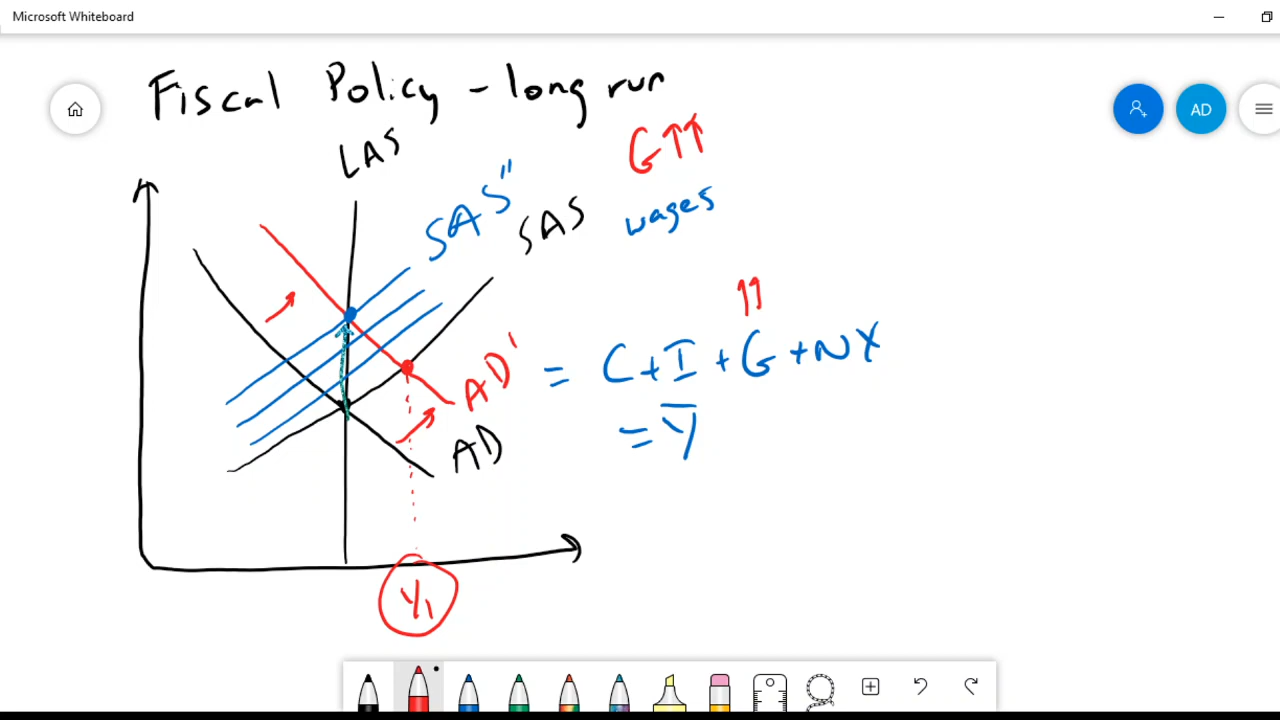 Microsoft Whiteboard
Fiscal Policy - long run
LAS
G↑↑
SAS"
SAS
wages
↑↑
AD' = C + I + G + NX
= Y̅
AD
Y₁
AD